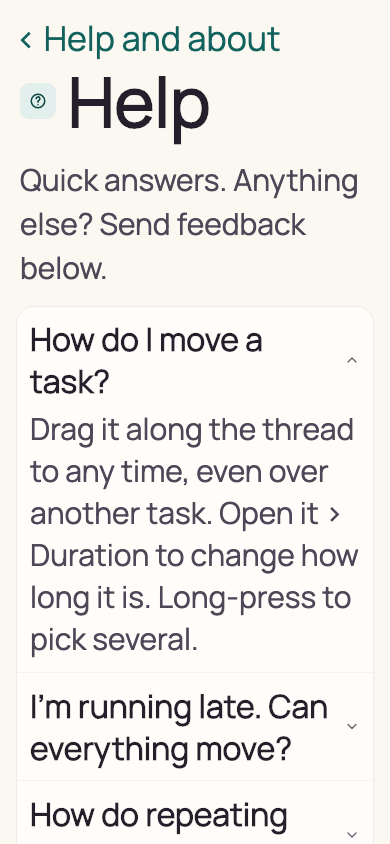 Help and about
Help
Quick answers. Anything
else? Send feedback
below.
How do I move a
task?
Drag it along the thread
to any time, even over
another task. Open it >
Duration to change how
long it is. Long-press to
pick several.
I’m running late. Can
everything move?
How do repeating